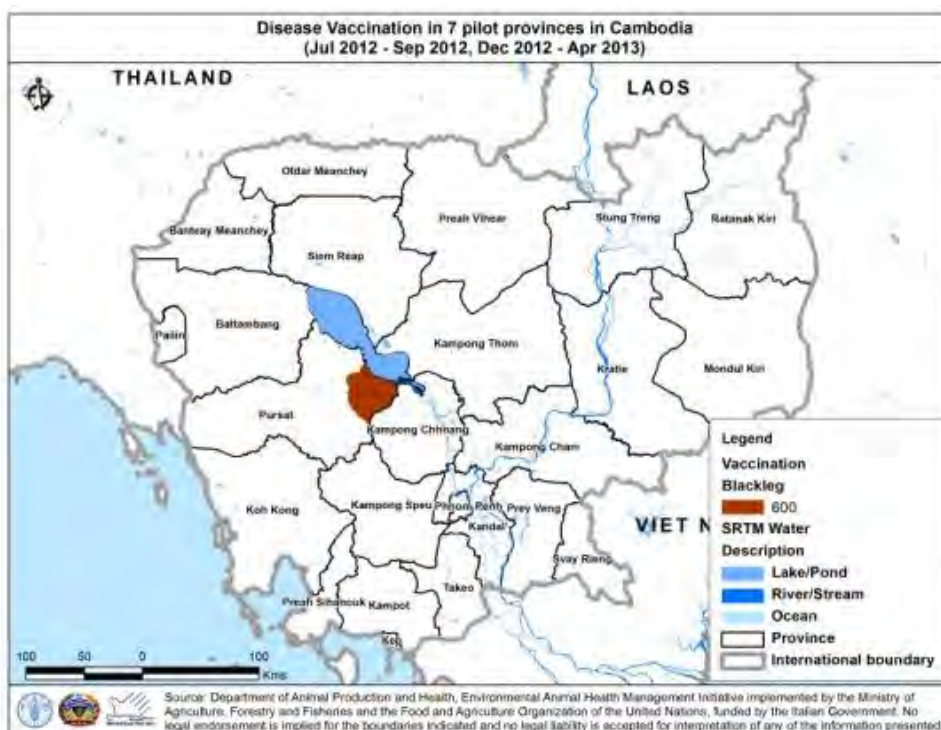 Disease Vaccination in 7 pilot provinces in Cambodia
(Jul 2012 - Sep 2012, Dec 2012 - Apr 2013)
THAILAND
LAOS
Oldar Meanchey
Preah Vihear
Stung Treng
Ratanak Kiri
Banteay Meanchey
Siem Reap
Battambang
Pailin
Kampong Thom
Kratie
Mondul Kiri
Pursat
Kampong Chhnang
Kampong Cham
Koh Kong
Kampong Speu
Phnom Penh
Prey Veng
Kandal
VIET N
Svay Rieng
Takeo
Preah Sihanouk
Kampot
Kep
Legend
Vaccination
Blackleg
600
SRTM Water
Description
Lake/Pond
River/Stream
Ocean
Province
International boundary
100 50 0 100
Kms
Source: Department of Animal Production and Health, Environmental Animal Health Management Initiative implemented by the Ministry of
Agriculture, Forestry and Fisheries and the Food and Agriculture Organization of the United Nations, funded by the Italian Government. No
legal endorsement is implied for the boundaries indicated and no legal liability is accepted for interpretation of any of the information presented